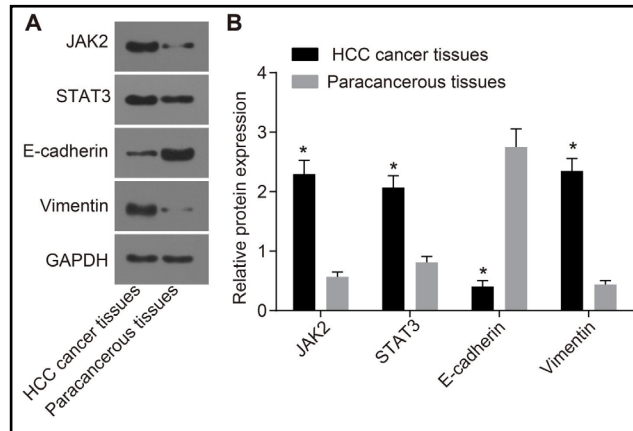 A
JAK2
STAT3
E-cadherin
Vimentin
GAPDH
HCC cancer tissues
Paracancerous tissues
B
HCC cancer tissues
Paracancerous tissues
Relative protein expression
4
3
2
1
0
*
*
*
*
JAK2
STAT3
E-cadherin
Vimentin